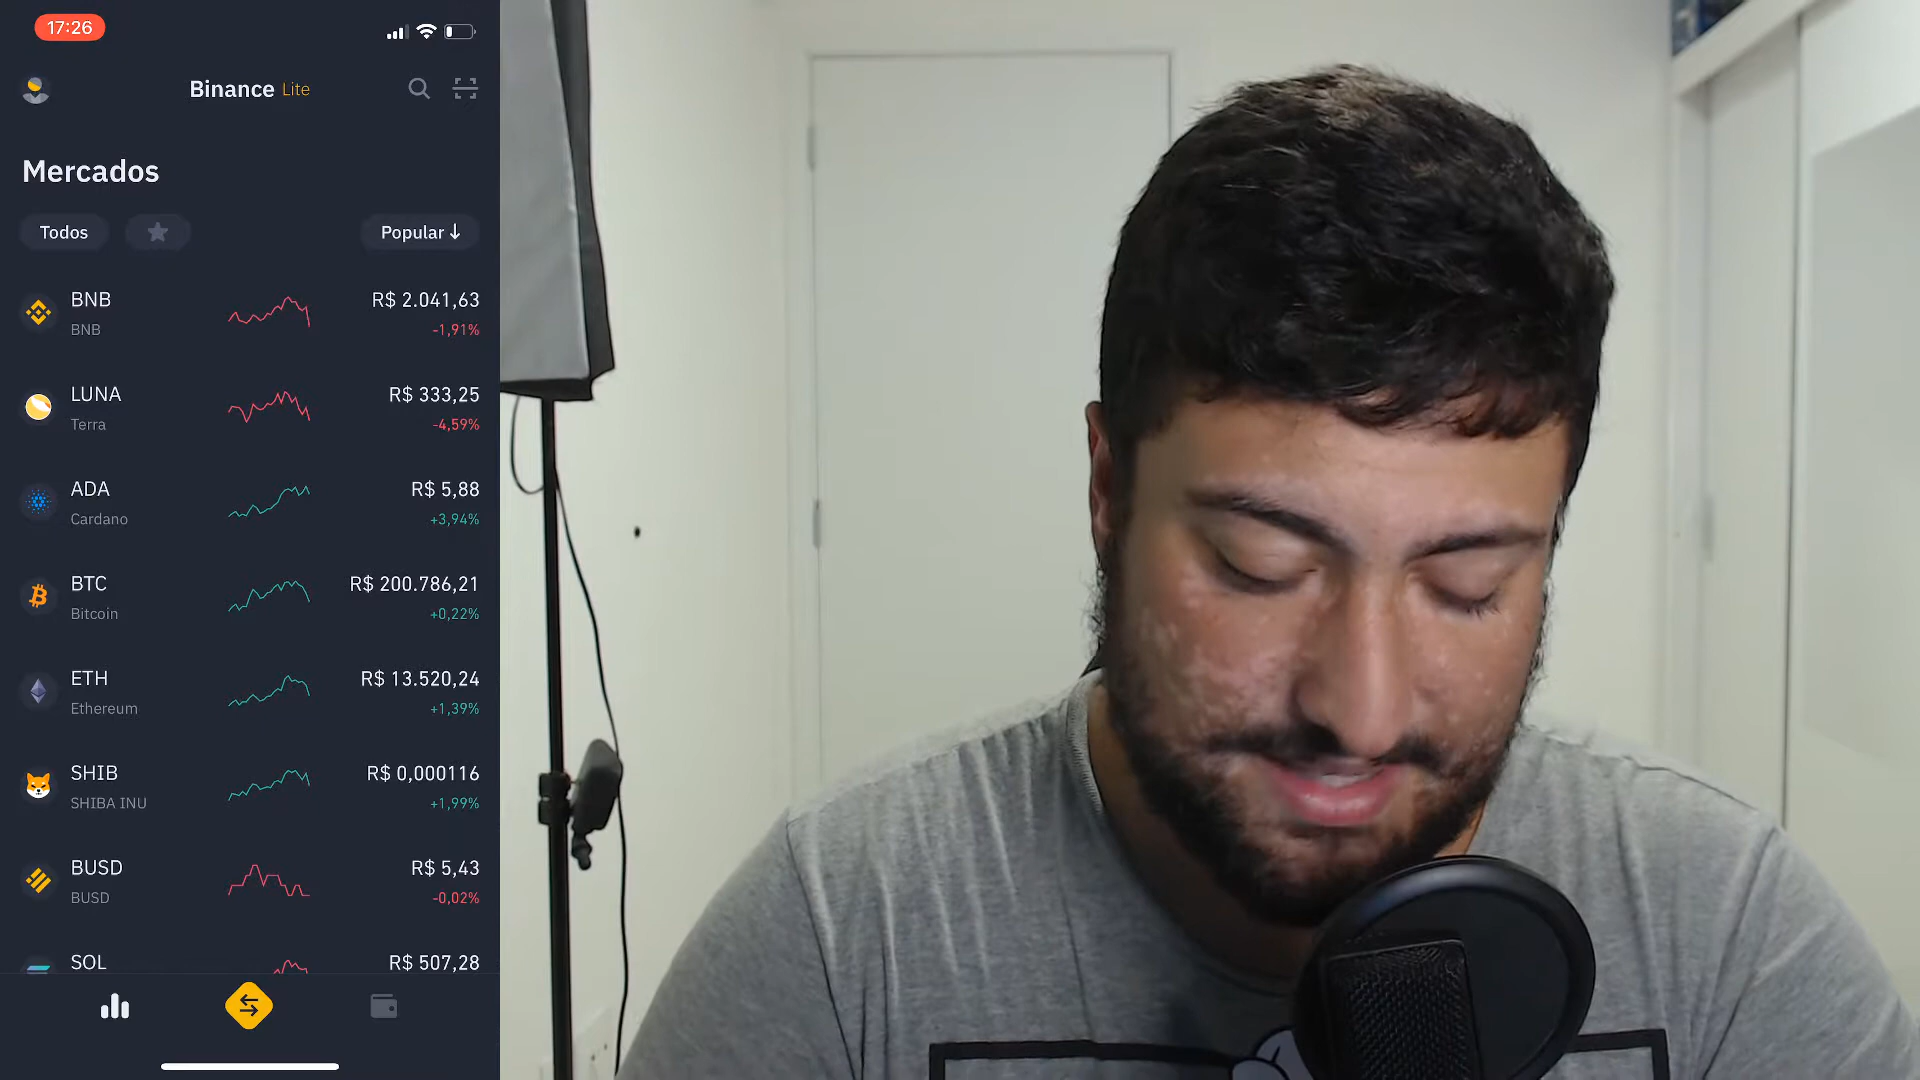 17:26
Binance Lite
Mercados
Todos
Popular ↓
BNB R$ 2.041,63
BNB -1,91%
LUNA R$ 333,25
Terra -4,59%
ADA R$ 5,88
Cardano +3,94%
BTC R$ 200.786,21
Bitcoin +0,22%
ETH R$ 13.520,24
Ethereum +1,39%
SHIB R$ 0,000116
SHIBA INU +1,99%
BUSD R$ 5,43
BUSD -0,02%
SOL R$ 507,28